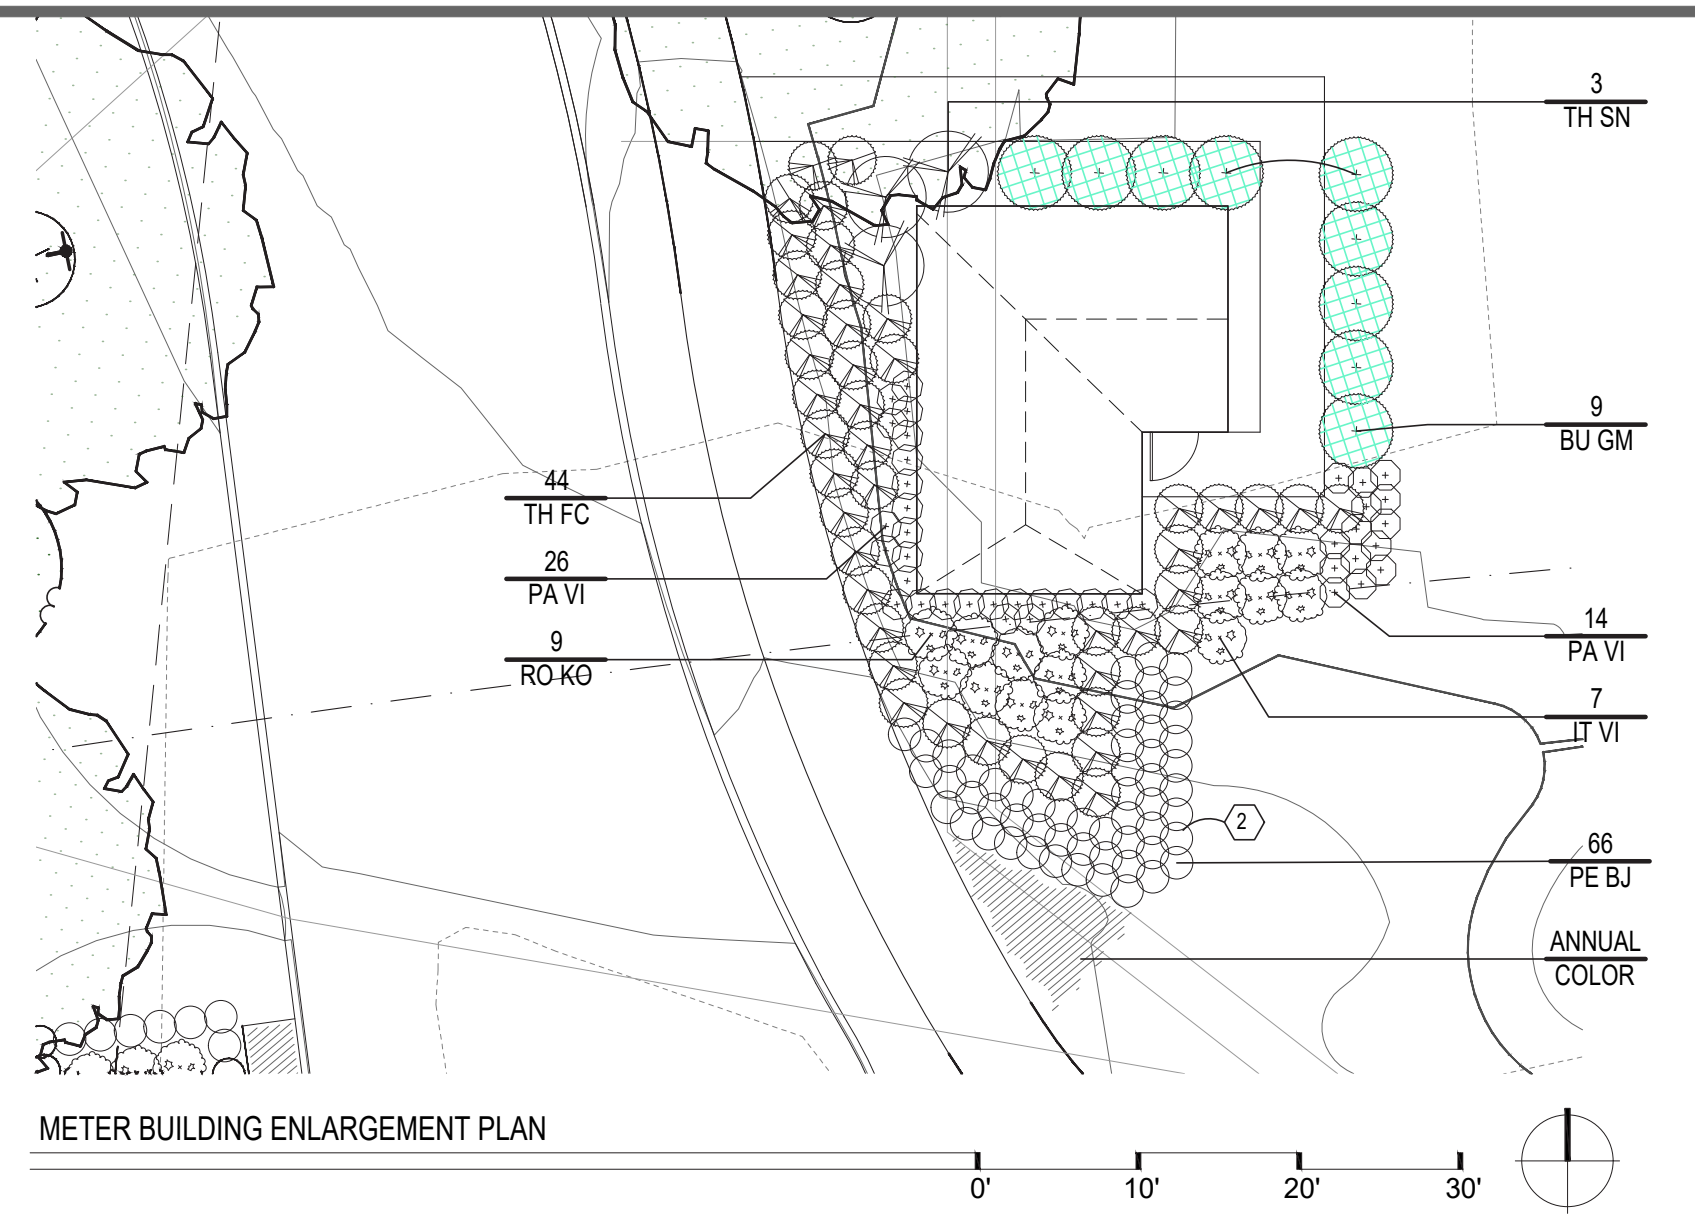 3
TH SN
9
BU GM
44
TH FC
26
PA VI
9
RO KO
14
PA VI
7
IT VI
2
66
PE BJ
ANNUAL
COLOR
METER BUILDING ENLARGEMENT PLAN
0' 10' 20' 30'